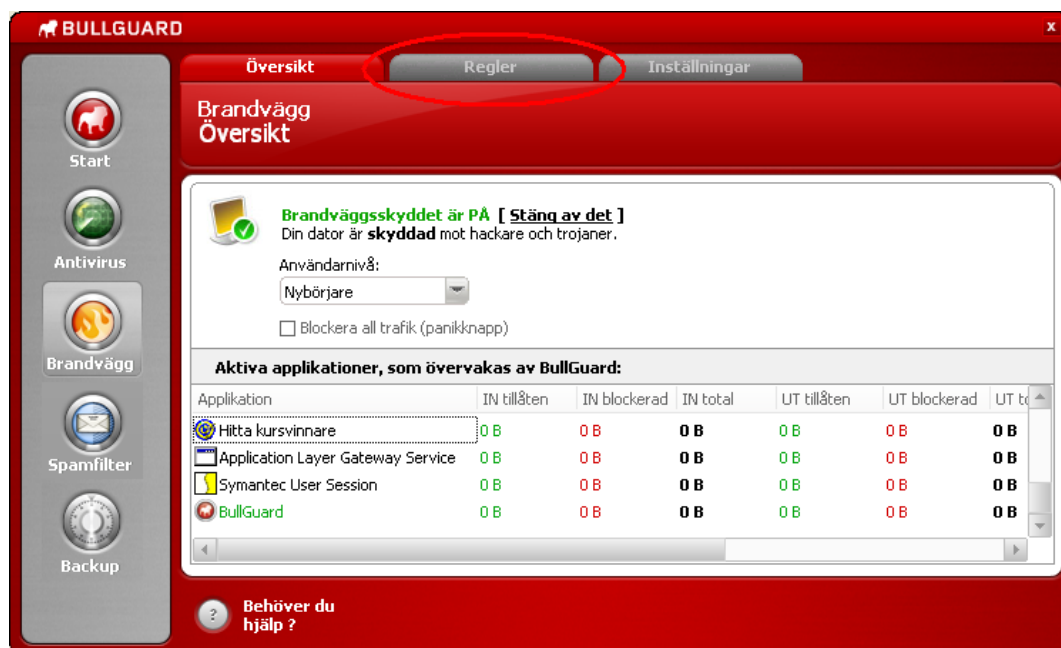 BULLGUARD
x
Översikt
Regler
Inställningar
Brandvägg
Översikt
Start
Antivirus
Brandvägg
Spamfilter
Backup
Brandväggsskyddet är PÅ [ Stäng av det ]
Din dator är skyddad mot hackare och trojaner.
Användarnivå:
Nybörjare
Blockera all trafik (panikknapp)
Aktiva applikationer, som övervakas av BullGuard:
Applikation IN tillåten IN blockerad IN total UT tillåten UT blockerad UT to
Hitta kursvinnare 0 B 0 B 0 B 0 B 0 B 0 B
Application Layer Gateway Service 0 B 0 B 0 B 0 B 0 B 0 B
Symantec User Session 0 B 0 B 0 B 0 B 0 B 0 B
BullGuard 0 B 0 B 0 B 0 B 0 B 0 B
?
Behöver du
hjälp ?